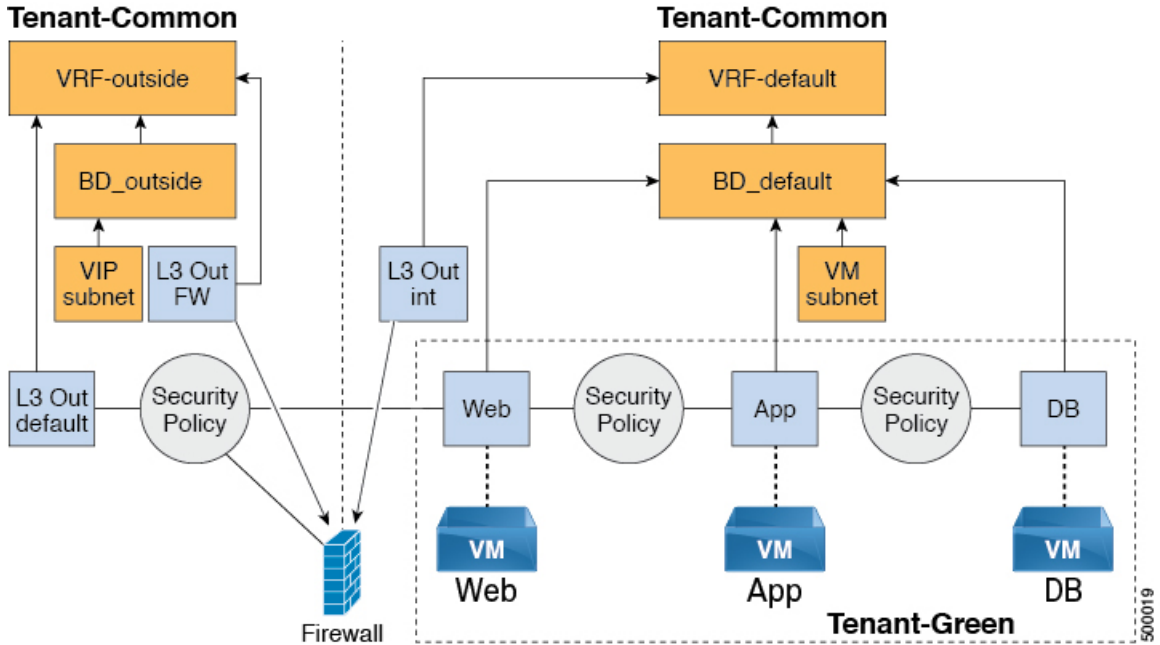 Tenant-Common
Tenant-Common
VRF-outside
VRF-default
BD_outside
BD_default
VIP
subnet
L3 Out
FW
L3 Out
int
VM
subnet
L3 Out
default
Security
Policy
Web
Security
Policy
App
Security
Policy
DB
VM
VM
VM
Web
App
DB
Firewall
Tenant-Green
500019